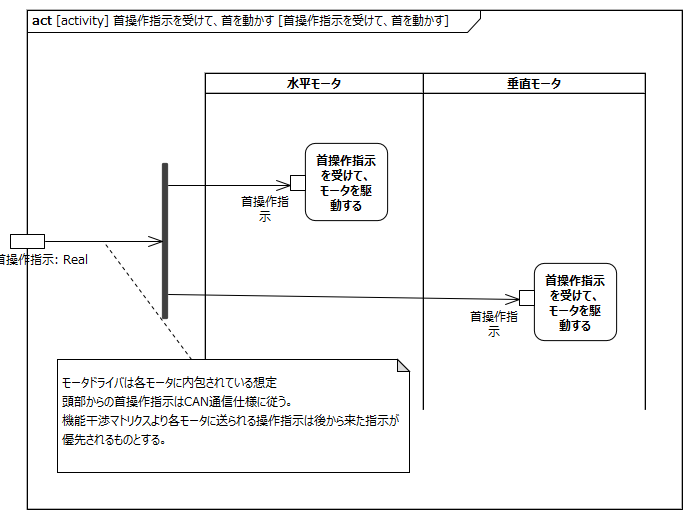 act [activity] 首操作指示を受けて、首を動かす [首操作指示を受けて、首を動かす]
水平モータ
垂直モータ
首操作指示
を受けて、
モータを駆
動する
首操作指
示
首操作指示: Real
首操作指示
を受けて、
モータを駆
動する
首操作指
示
モータドライバは各モータに内包されている想定
頭部からの首操作指示はCAN通信仕様に従う。
機能干渉マトリクスより各モータに送られる操作指示は後から来た指示が
優先されるものとする。